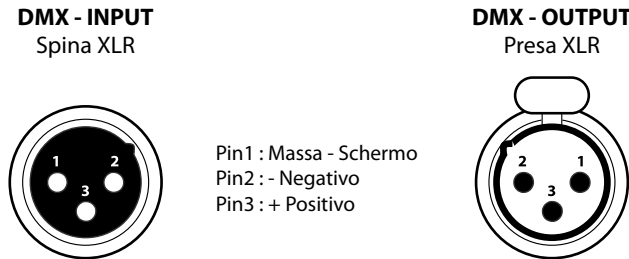 DMX - INPUT
Spina XLR
1 2
3
Pin1 : Massa - Schermo
Pin2 : - Negativo
Pin3 : + Positivo
DMX - OUTPUT
Presa XLR
2 1
3